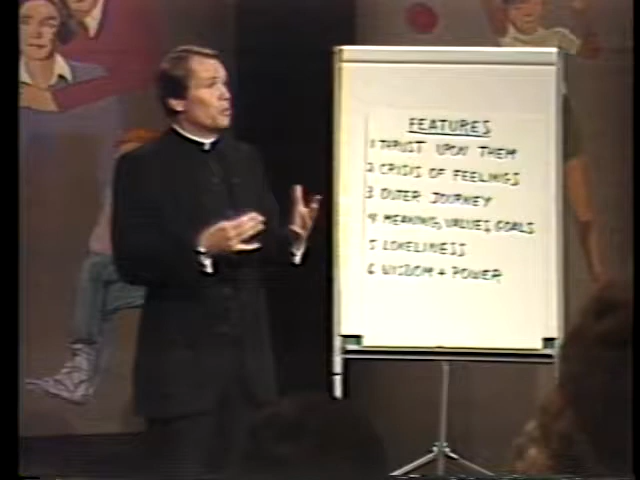 FEATURES
1 THRUST UPON THEM
2 CRISIS OF FEELINGS
3 OUTER JOURNEY
4 MEANING, VALUES, GOALS
5 LONELINESS
6 WISDOM + POWER